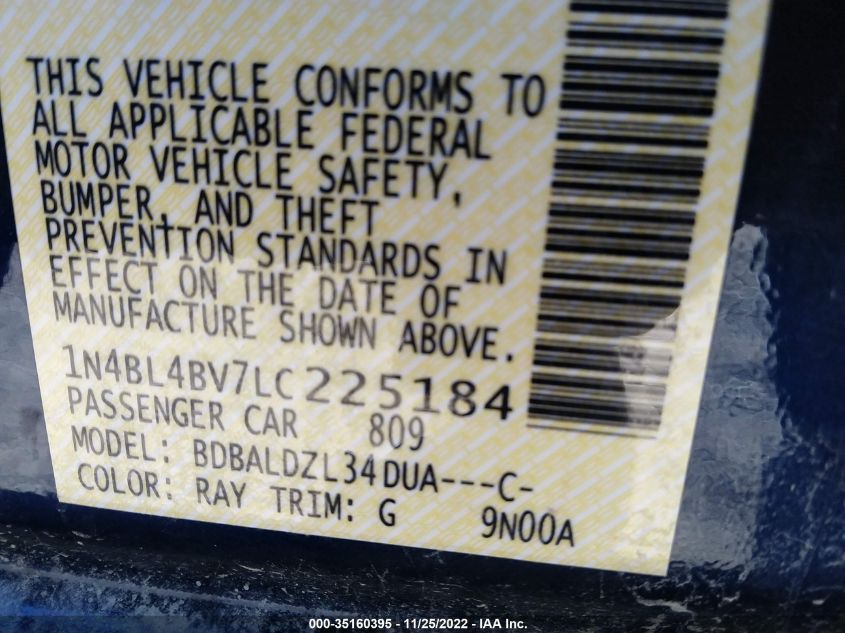 THIS VEHICLE CONFORMS TO
ALL APPLICABLE FEDERAL
MOTOR VEHICLE SAFETY,
BUMPER, AND THEFT
PREVENTION STANDARDS IN
EFFECT ON THE DATE OF
MANUFACTURE SHOWN ABOVE.
1N4BL4BV7LC225184
PASSENGER CAR 809
MODEL: BDBALDZL34DUA---C-
COLOR: RAY TRIM: G 9N00A
000-35160395 - 11/25/2022 - IAA Inc.